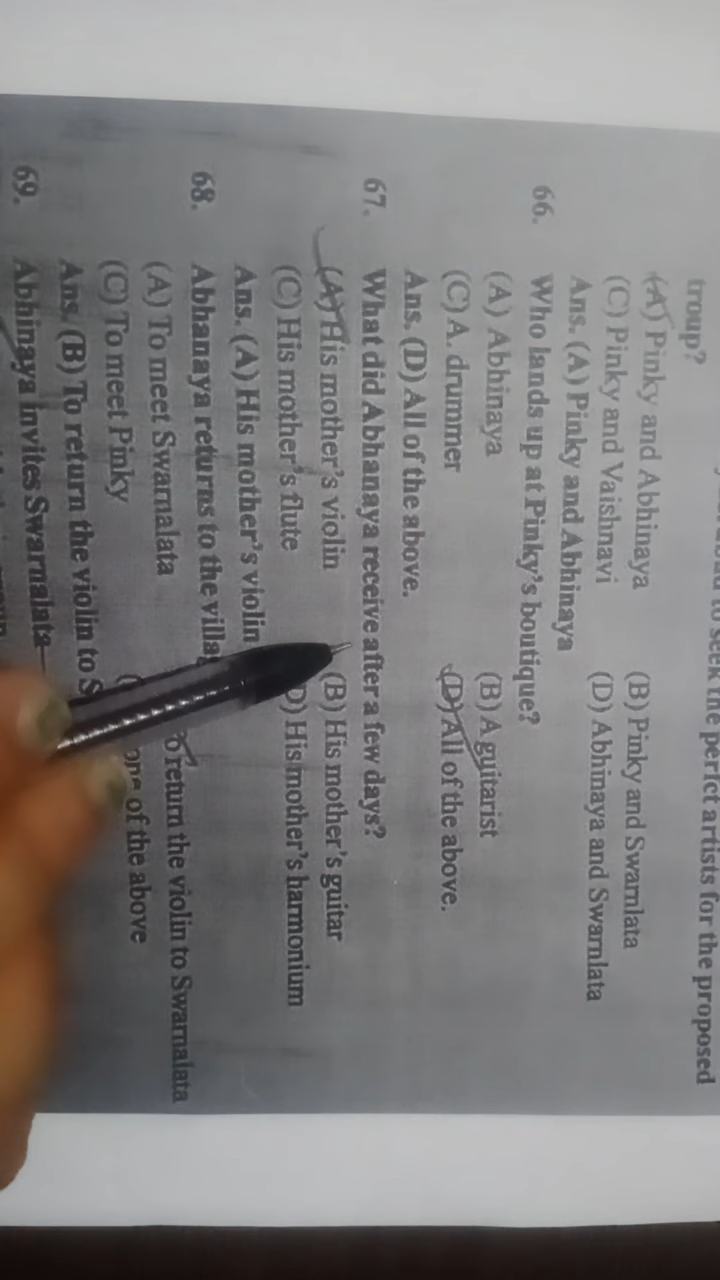 to seek the perfct artists for the proposed
troup?
(A) Pinky and Abhinaya (B) Pinky and Swarnlata
(C) Pinky and Vaishnavi (D) Abhinaya and Swarnlata
Ans. (A) Pinky and Abhinaya
66. Who lands up at Pinky's boutique?
(A) Abhinaya (B) A guitarist
(C) A. drummer (D) All of the above.
Ans. (D) All of the above.
67. What did Abhanaya receive after a few days?
(A) His mother's violin (B) His mother's guitar
(C) His mother's flute (D) His mother's harmonium
Ans. (A) His mother's violin
68. Abhanaya returns to the
(A) To meet Swarnalata To return the violin to Swarnalata
(C) To meet Pinky of the above
Ans. (B) To return the violin to
69. Abhinaya invites Swarnalata